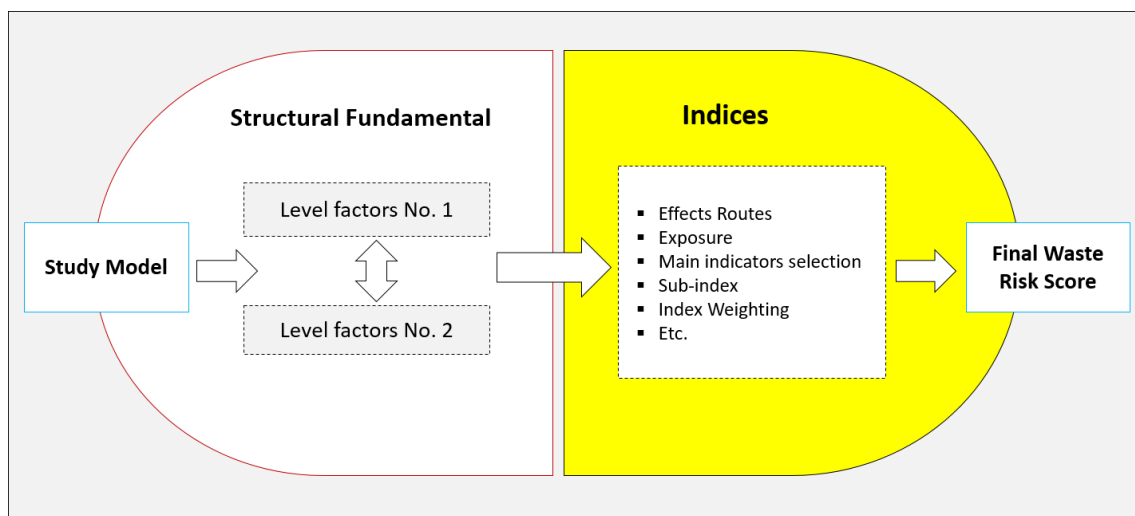 Structural Fundamental
Indices
Level factors No. 1
Level factors No. 2
Study Model
▪ Effects Routes
▪ Exposure
▪ Main indicators selection
▪ Sub-index
▪ Index Weighting
▪ Etc.
Final Waste
Risk Score